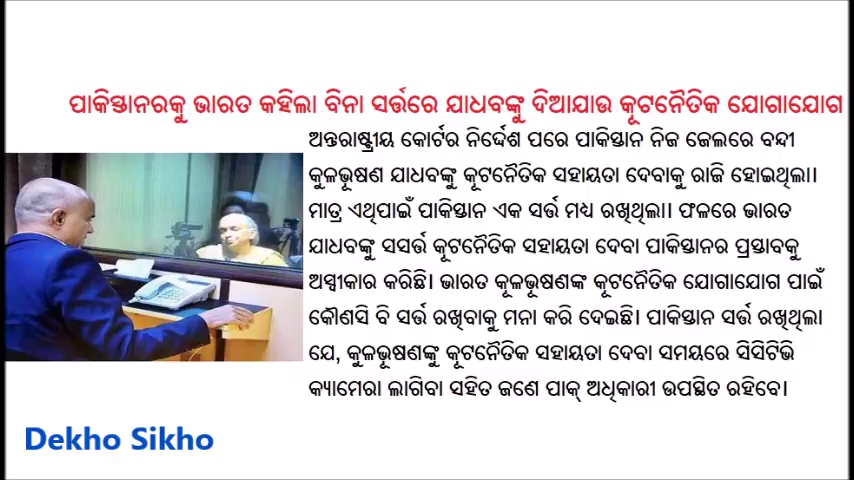 ପାକିସ୍ତାନରକୁ ଭାରତ କହିଲା ବିନା ସର୍ତ୍ତରେ ଯାଧବଙ୍କୁ ଦିଆଯାଉ କୂଟନୈତିକ ଯୋଗାଯୋଗ
ଅନ୍ତରାଷ୍ଟ୍ରୀୟ କୋର୍ଟର ନିର୍ଦ୍ଦେଶ ପରେ ପାକିସ୍ତାନ ନିଜ ଜେଲରେ ବନ୍ଦୀ
କୁଳଭୂଷଣ ଯାଧବଙ୍କୁ କୂଟନୈତିକ ସହାୟତା ଦେବାକୁ ରାଜି ହୋଇଥିଲା।
ମାତ୍ର ଏଥିପାଇଁ ପାକିସ୍ତାନ ଏକ ସର୍ତ୍ତ ମଧ୍ୟ ରଖିଥିଲା। ଫଳରେ ଭାରତ
ଯାଧବଙ୍କୁ ସସର୍ତ୍ତ କୂଟନୈତିକ ସହାୟତା ଦେବା ପାକିସ୍ତାନର ପ୍ରସ୍ତାବକୁ
ଅସ୍ୱୀକାର କରିଛି। ଭାରତ କୂଳଭୂଷଣଙ୍କ କୂଟନୈତିକ ଯୋଗାଯୋଗ ପାଇଁ
କୌଣସି ବି ସର୍ତ୍ତ ରଖିବାକୁ ମନା କରି ଦେଇଛି। ପାକିସ୍ତାନ ସର୍ତ୍ତ ରଖିଥିଲା
ଯେ, କୁଳଭୂଷଣଙ୍କୁ କୂଟନୈତିକ ସହାୟତା ଦେବା ସମୟରେ ସିସିଟିଭି
କ୍ୟାମେରା ଲାଗିବା ସହିତ ଜଣେ ପାକ୍ ଅଧିକାରୀ ଉପସ୍ଥିତ ରହିବେ।
Dekho Sikho